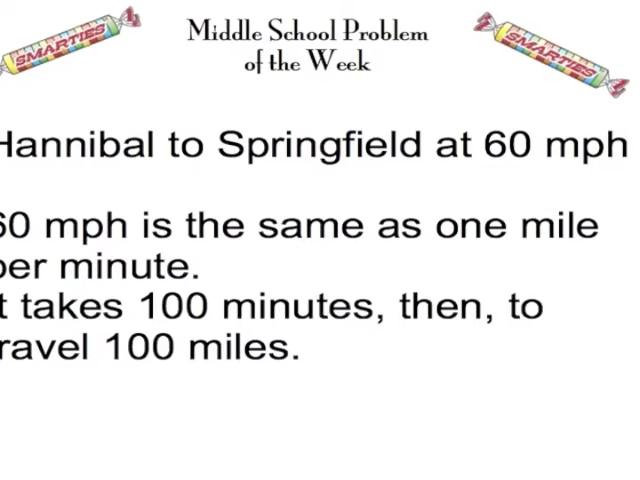 SMARTIES
Middle School Problem
of the Week
SMARTIES
Hannibal to Springfield at 60 mph
60 mph is the same as one mile
per minute.
t takes 100 minutes, then, to
ravel 100 miles.